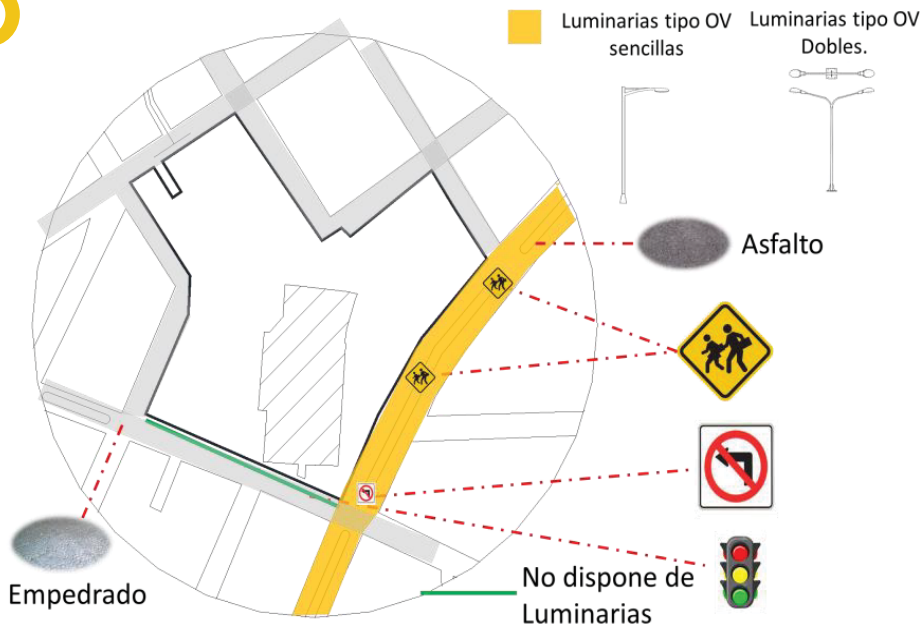 Luminarias tipo OV
sencillas
Luminarias tipo OV
Dobles.
Asfalto
Empedrado
No dispone de
Luminarias